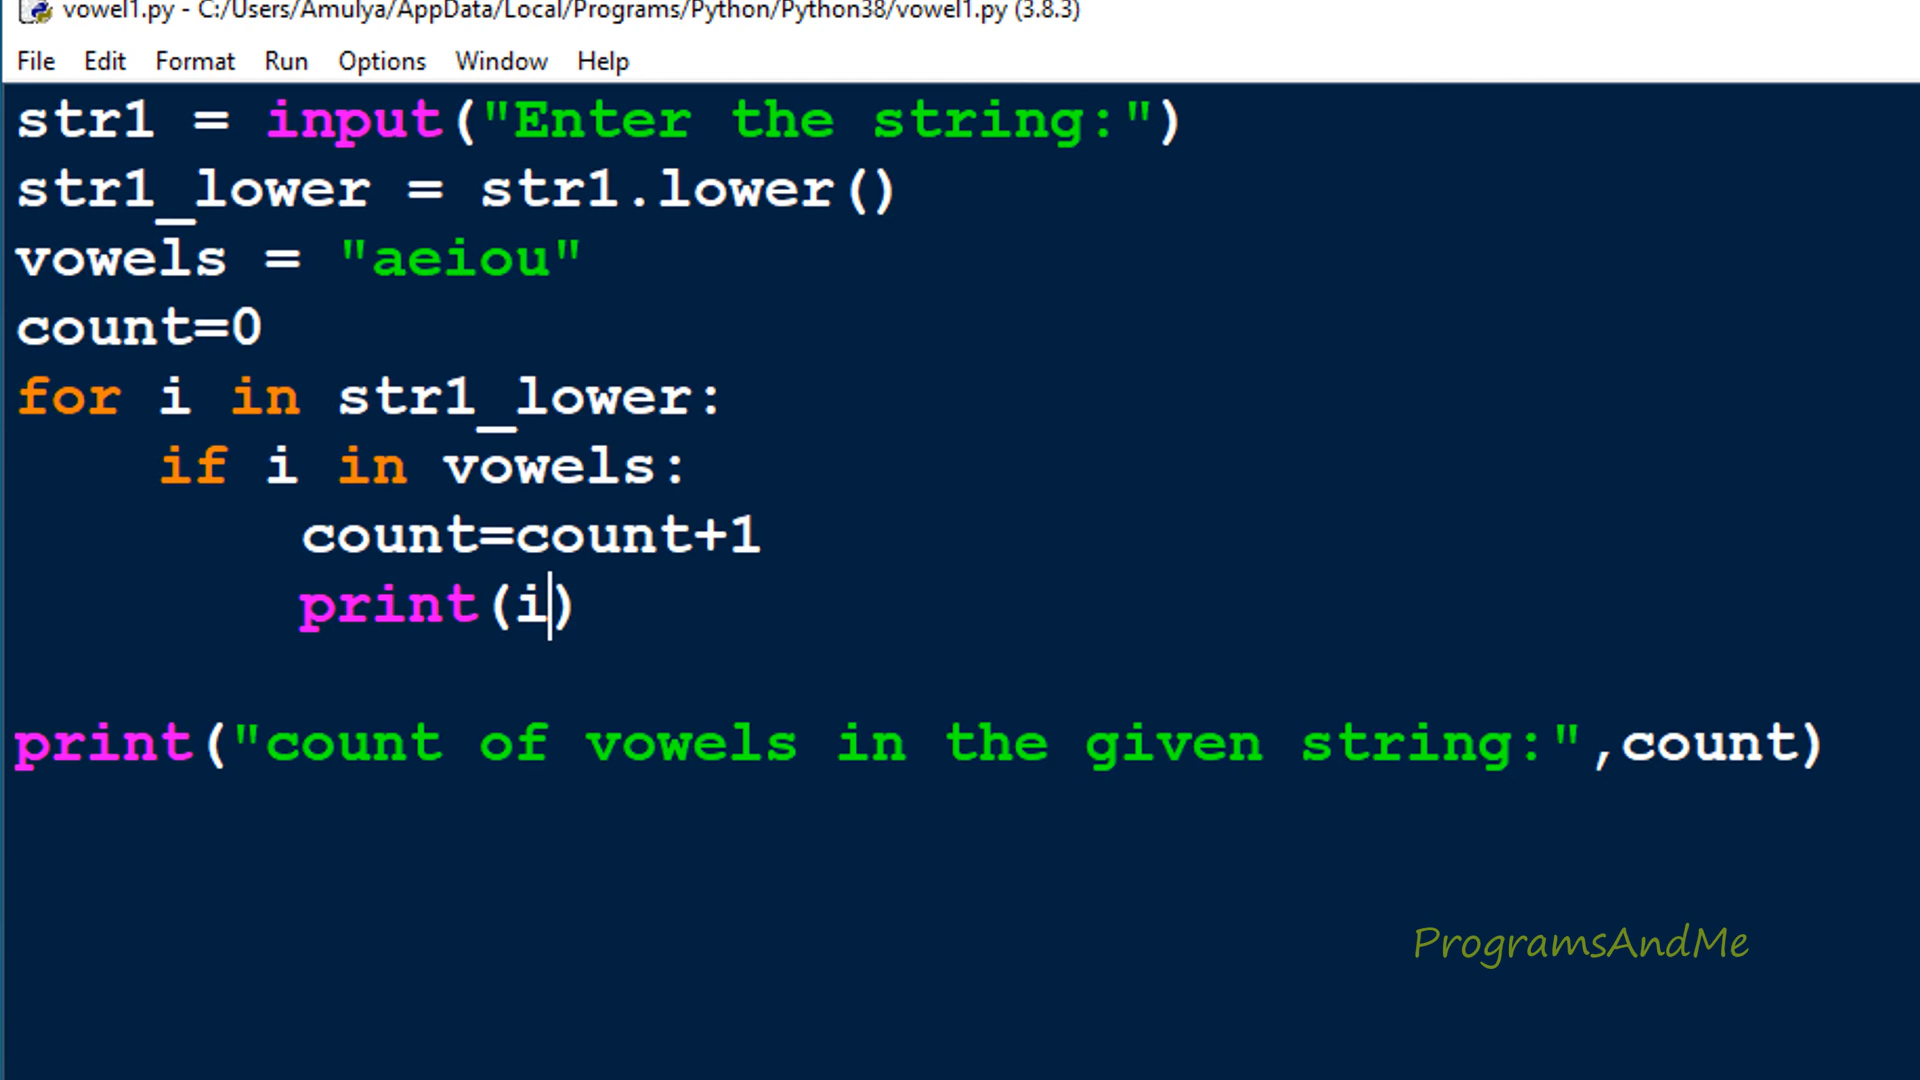 vowel1.py - C:/Users/Amulya/AppData/Local/Programs/Python/Python38/vowel1.py (3.8.3)
File Edit Format Run Options Window Help
str1 = input("Enter the string:")
str1_lower = str1.lower()
vowels = "aeiou"
count=0
for i in str1_lower:
    if i in vowels:
        count=count+1
        print(i)
print("count of vowels in the given string:",count)
ProgramsAndMe